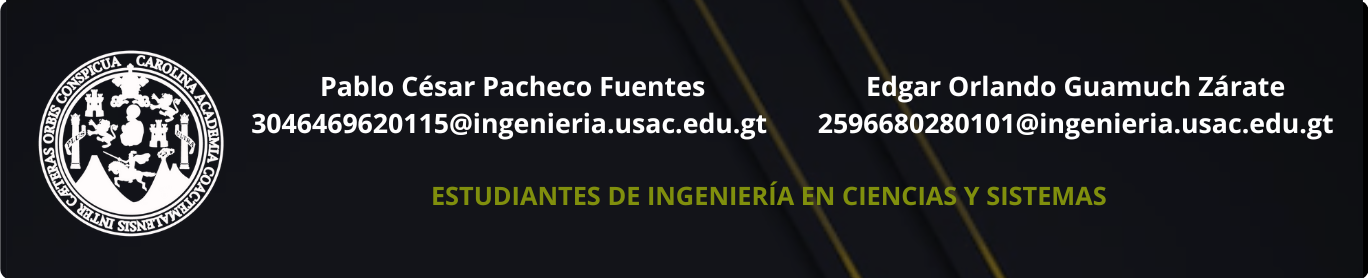 CAROLINA ACADEMIA COACTEMALENSIS INTER CÆTERAS ORBIS CONSPICUA
Pablo César Pacheco Fuentes
3046469620115@ingenieria.usac.edu.gt
Edgar Orlando Guamuch Zárate
2596680280101@ingenieria.usac.edu.gt
ESTUDIANTES DE INGENIERÍA EN CIENCIAS Y SISTEMAS